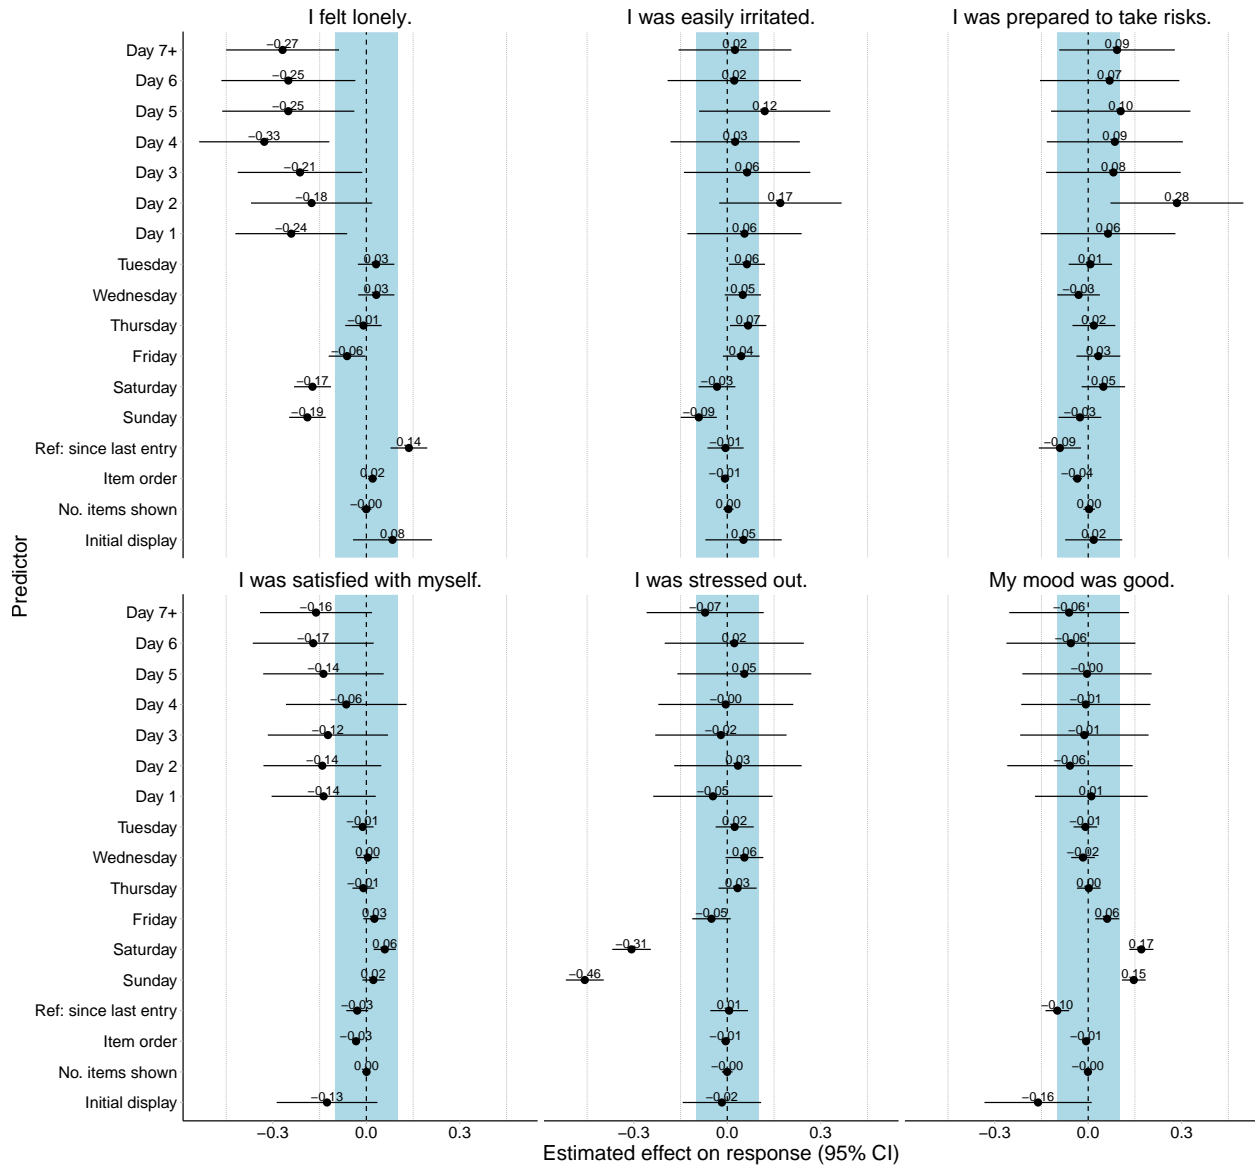 I felt lonely. I was easily irritated. I was prepared to take risks.
Day 7+ −0.27 0.02 0.09
Day 6 −0.25 0.02 0.07
Day 5 −0.25 0.12 0.10
Day 4 −0.33 0.03 0.09
Day 3 −0.21 0.06 0.08
Day 2 −0.18 0.17 0.28
Day 1 −0.24 0.06 0.06
Tuesday 0.03 0.06 0.01
Wednesday 0.03 0.05 −0.03
Thursday −0.01 0.07 0.02
Friday −0.06 0.04 0.03
Saturday −0.17 −0.03 0.05
Sunday −0.19 −0.09 −0.03
Ref: since last entry 0.14 −0.01 −0.09
Item order 0.02 −0.01 −0.04
No. items shown −0.00 0.00 0.00
Initial display 0.08 0.05 0.02
Predictor
I was satisfied with myself. I was stressed out. My mood was good.
Day 7+ −0.16 −0.07 −0.06
Day 6 −0.17 0.02 −0.06
Day 5 −0.14 0.05 −0.00
Day 4 −0.06 −0.00 −0.01
Day 3 −0.12 −0.02 −0.01
Day 2 −0.14 0.03 −0.06
Day 1 −0.14 −0.05 0.01
Tuesday −0.01 0.02 −0.01
Wednesday 0.00 0.06 −0.02
Thursday −0.01 0.03 0.00
Friday 0.03 −0.05 0.06
Saturday 0.06 −0.31 0.17
Sunday 0.02 −0.46 0.15
Ref: since last entry −0.03 0.01 −0.10
Item order −0.03 −0.01 −0.01
No. items shown 0.00 −0.00 −0.00
Initial display −0.13 −0.02 −0.16
−0.3 0.0 0.3 −0.3 0.0 0.3 −0.3 0.0 0.3
Estimated effect on response (95% CI)